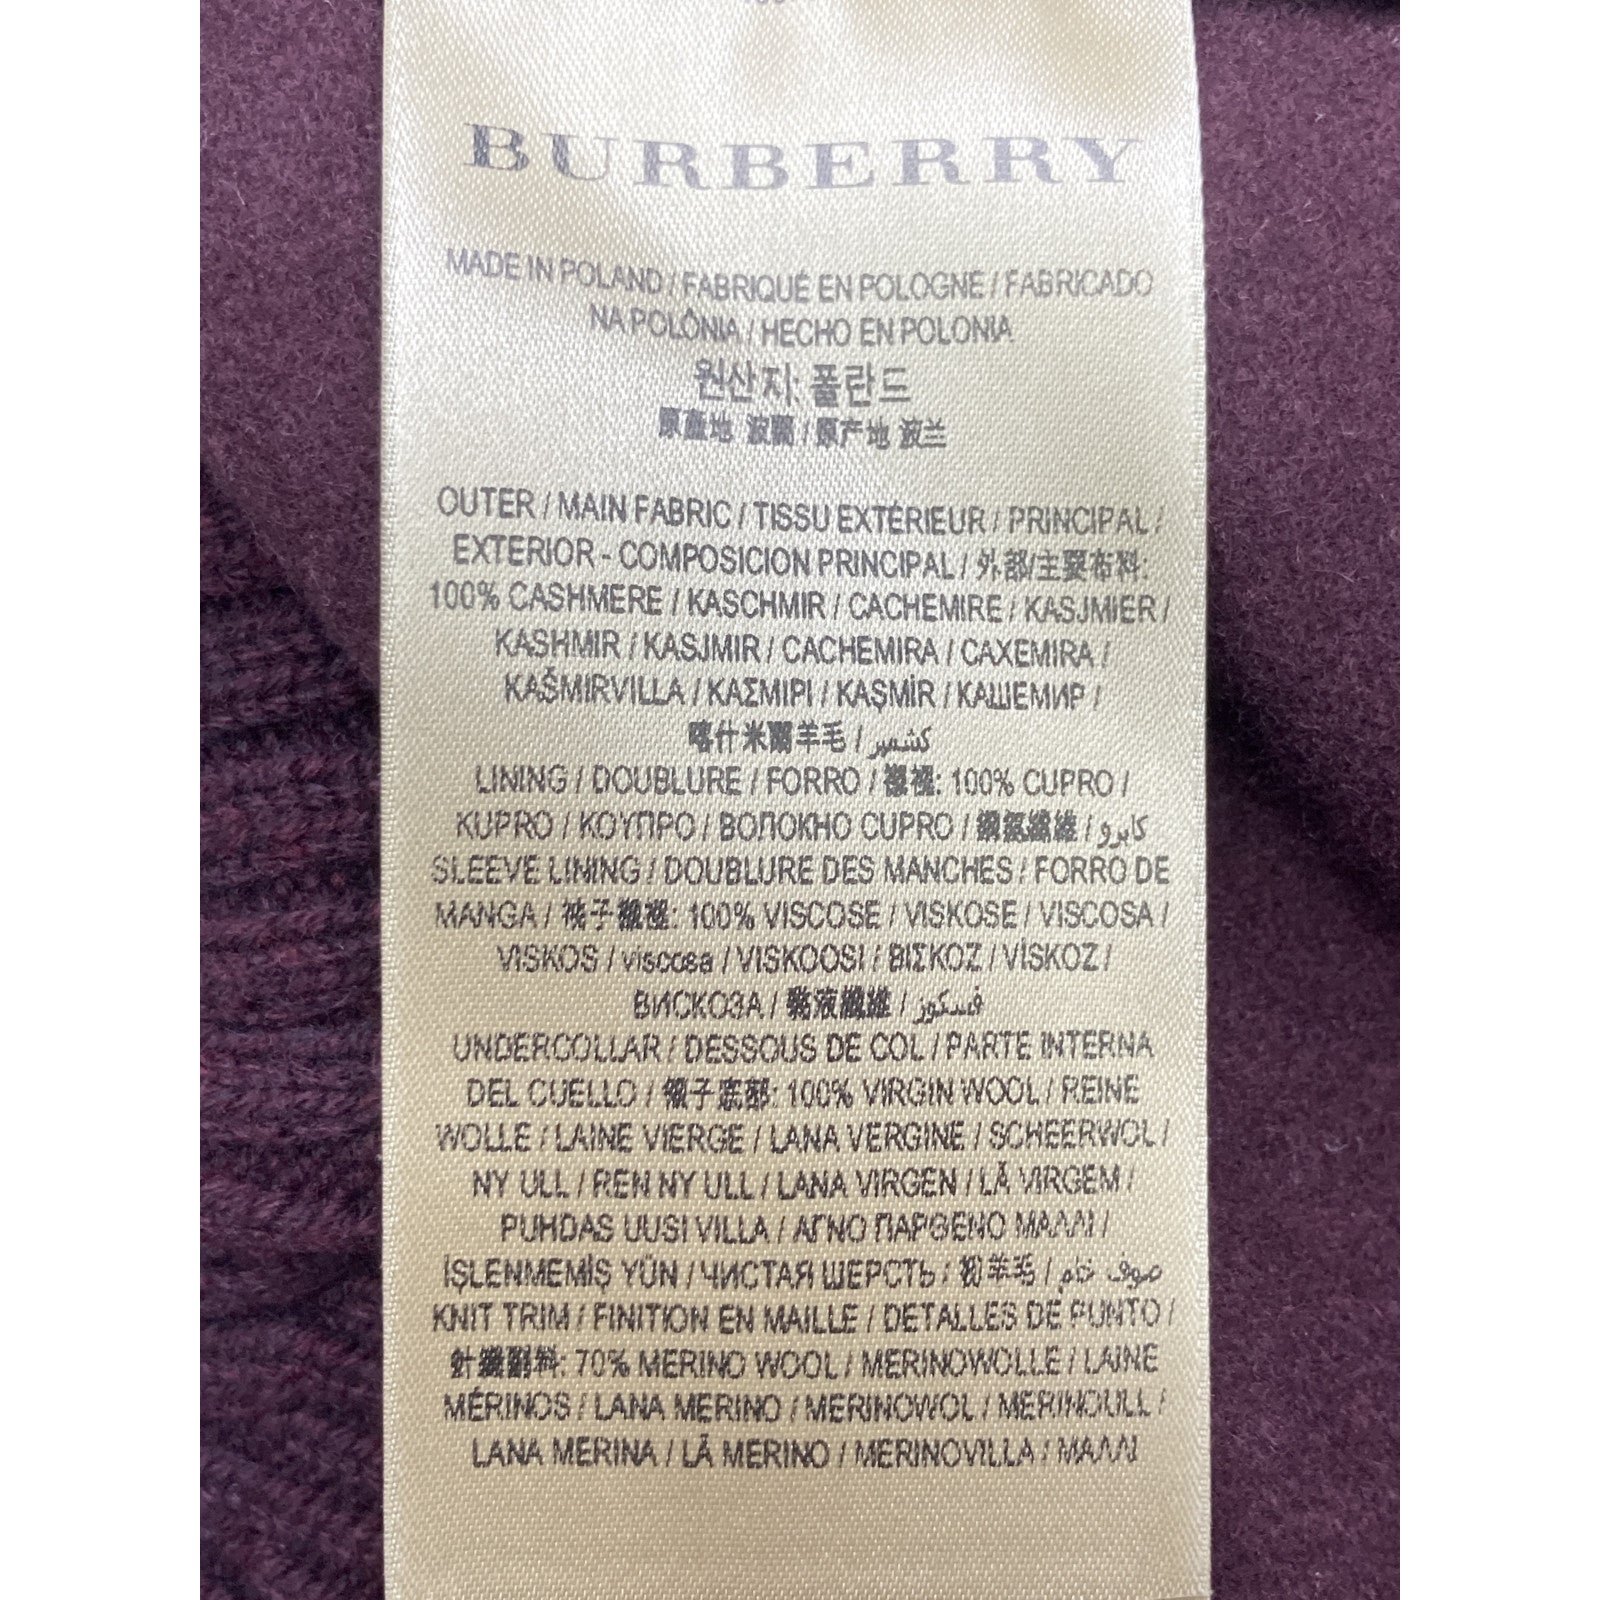 BURBERRY
MADE IN POLAND / FABRIQUÉ EN POLOGNE / FABRICADO
NA POLÔNIA / HECHO EN POLONIA
원산지: 폴란드
原產地 波蘭 / 原产地 波兰
OUTER / MAIN FABRIC / TISSU EXTÉRIEUR / PRINCIPAL /
EXTERIOR - COMPOSICION PRINCIPAL / 外部/主要布料:
100% CASHMERE / KASCHMIR / CACHEMIRE / KASJMIER /
KASHMIR / KASJMIR / CACHEMIRA / CAXEMIRA /
KAŠMIRVILLA / ΚΑΣΜΙΡΙ / KAŞMİR / КАШЕМИР /
喀什米爾羊毛 / كشمير
LINING / DOUBLURE / FORRO / 襯裡: 100% CUPRO /
KUPRO / ΚΟΥΠΡΟ / ВОЛОКНО CUPRO / 銅氨纖維 / كابرو
SLEEVE LINING / DOUBLURE DES MANCHES / FORRO DE
MANGA / 袖子襯裡: 100% VISCOSE / VISKOSE / VISCOSA /
VISKOS / viscosa / VISKOOSI / ΒΙΣΚΟΖ / VİSKOZ /
ВИСКОЗА / 黏液纖維 / فسكوز
UNDERCOLLAR / DESSOUS DE COL / PARTE INTERNA
DEL CUELLO / 領子底部: 100% VIRGIN WOOL / REINE
WOLLE / LAINE VIERGE / LANA VERGINE / SCHEERWOL /
NY ULL / REN NY ULL / LANA VIRGEN / LÃ VIRGEM /
PUHDAS UUSI VILLA / ΑΓΝΟ ΠΑΡΘΕΝΟ ΜΑΛΛΙ /
İŞLENMEMİŞ YÜN / ЧИСТАЯ ШЕРСТЬ / 初羊毛 / صوف خام
KNIT TRIM / FINITION EN MAILLE / DETALLES DE PUNTO /
針織副料: 70% MERINO WOOL / MERINOWOLLE / LAINE
MÉRINOS / LANA MERINO / MERINOWOL / MERINOULL /
LANA MERINA / LÃ MERINO / MERINOVILLA / ΜΑΛΛΙ